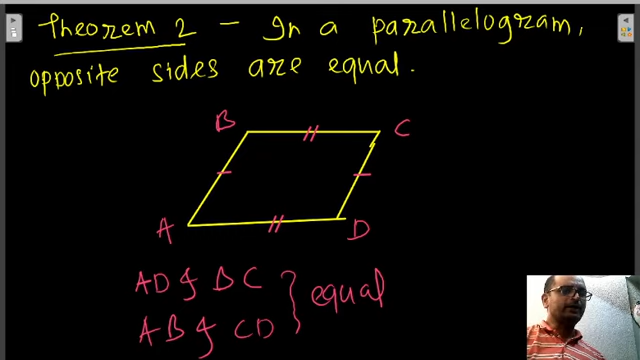 Theorem 2 - In a parallelogram,
opposite sides are equal.
B
C
A
D
AD & BC
AB & CD
equal